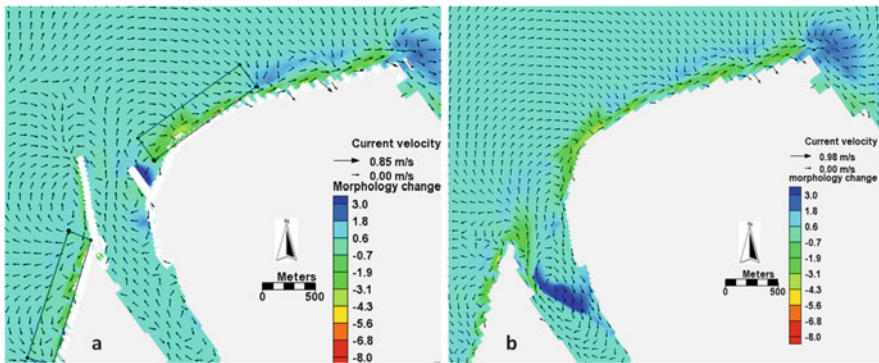 Current velocity
0.85 m/s
0.00 m/s
Morphology change
3.0
1.8
0.6
-0.7
-1.9
-3.1
-4.3
-5.6
-6.8
-8.0
N
Meters
0 500
a
Current velocity
0.98 m/s
0.00 m/s
morphology change
3.0
1.8
0.6
-0.7
-1.9
-3.1
-4.3
-5.6
-6.8
-8.0
N
Meters
0 500
b